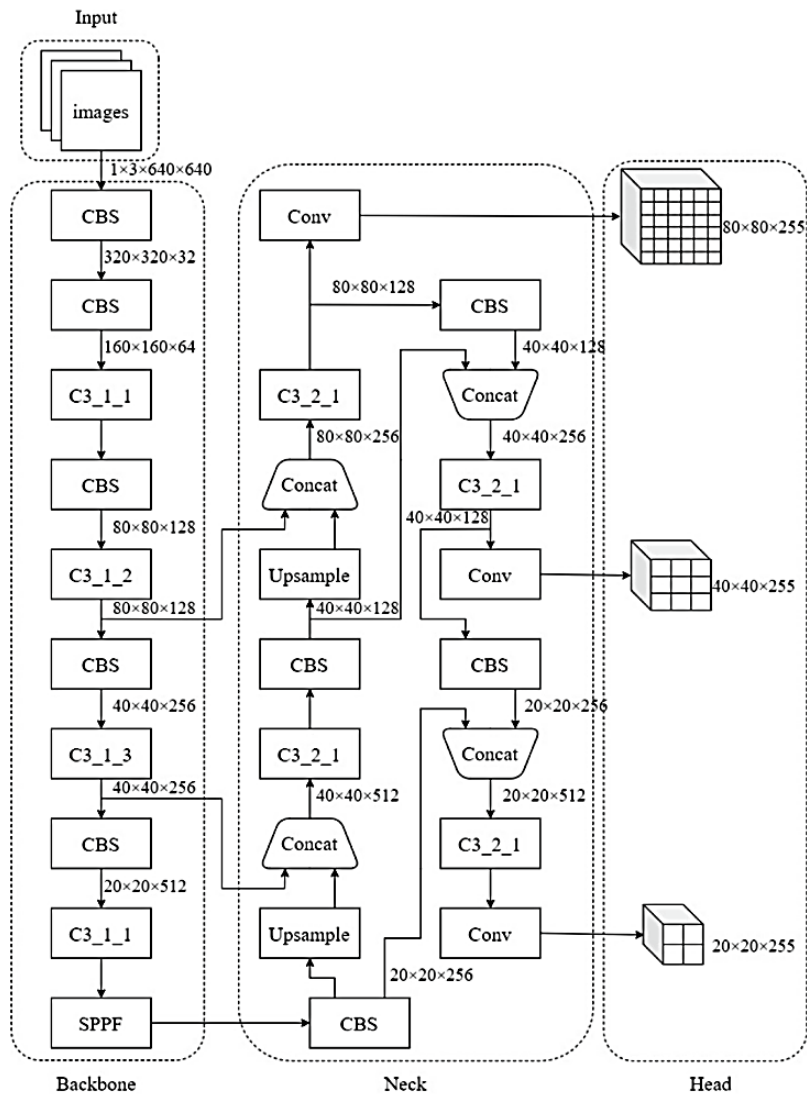 Input
images
1×3×640×640
CBS
320×320×32
CBS
160×160×64
C3_1_1
CBS
80×80×128
C3_1_2
80×80×128
CBS
40×40×256
C3_1_3
40×40×256
CBS
20×20×512
C3_1_1
SPPF
Backbone
Conv
80×80×128
C3_2_1
80×80×256
Concat
Upsample
40×40×128
CBS
C3_2_1
40×40×512
Concat
Upsample
20×20×256
CBS
CBS
40×40×128
Concat
40×40×256
C3_2_1
40×40×128
Conv
CBS
20×20×256
Concat
20×20×512
C3_2_1
Conv
Neck
80×80×255
40×40×255
20×20×255
Head